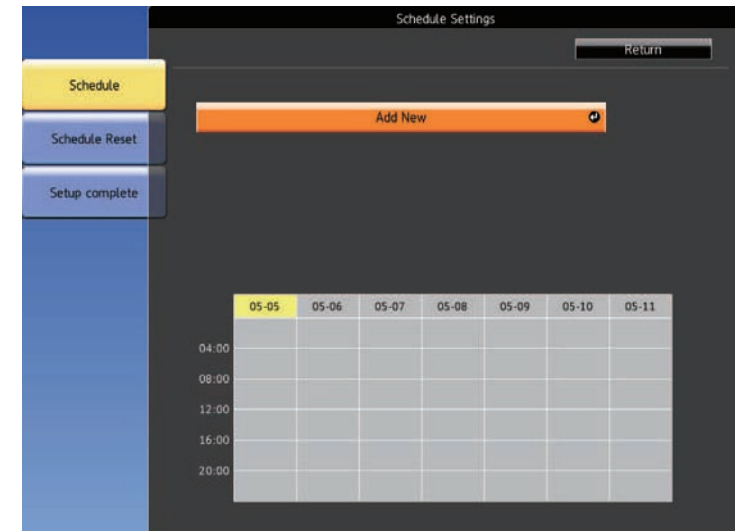 Schedule Settings
Return
Schedule
Add New
Schedule Reset
Setup complete
05-05 05-06 05-07 05-08 05-09 05-10 05-11
04:00
08:00
12:00
16:00
20:00